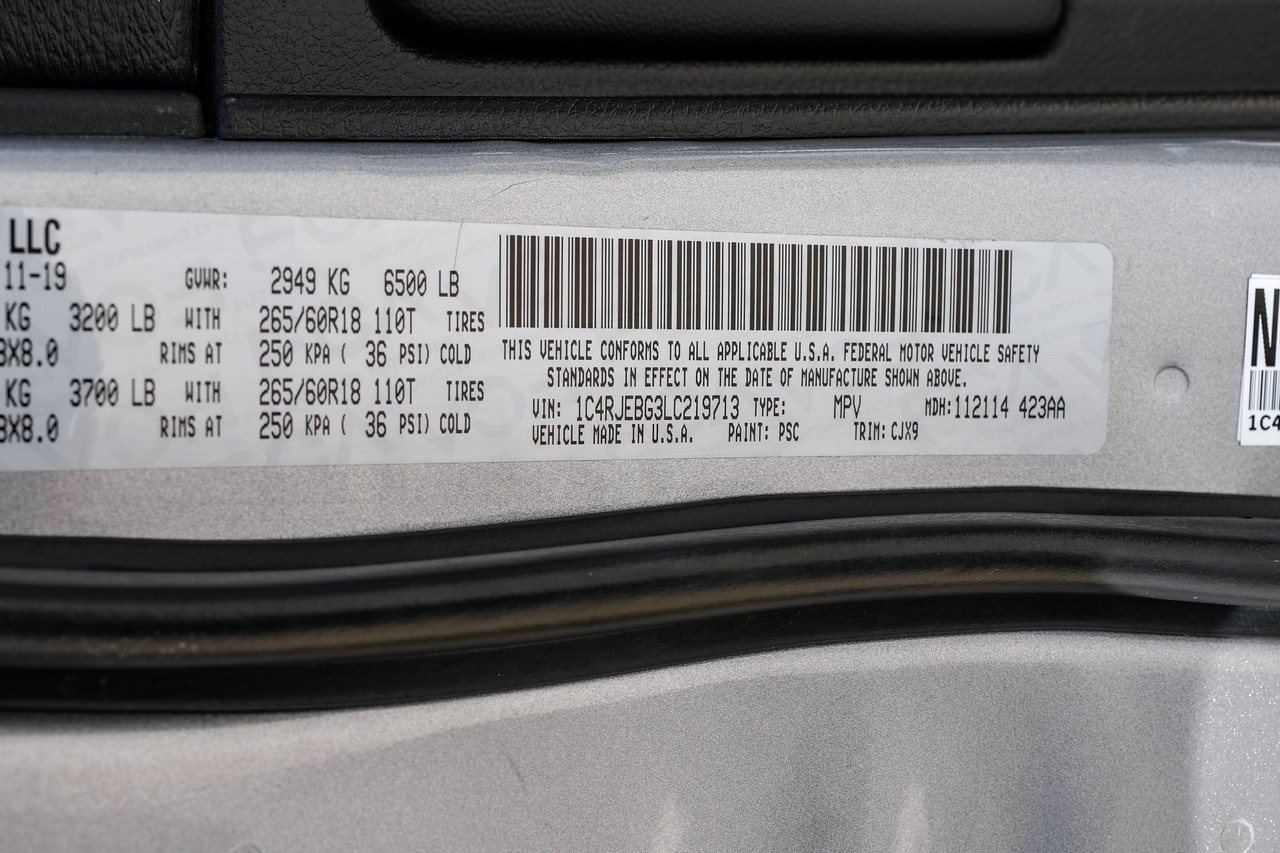 LLC
11-19 GVWR: 2949 KG 6500 LB
KG 3200 LB WITH 265/60R18 110T TIRES
8X8.0 RIMS AT 250 KPA ( 36 PSI) COLD
KG 3700 LB WITH 265/60R18 110T TIRES
8X8.0 RIMS AT 250 KPA ( 36 PSI) COLD
THIS VEHICLE CONFORMS TO ALL APPLICABLE U.S.A. FEDERAL MOTOR VEHICLE SAFETY
STANDARDS IN EFFECT ON THE DATE OF MANUFACTURE SHOWN ABOVE.
VIN: 1C4RJEBG3LC219713 TYPE: MPV MDH:112114 423AA
VEHICLE MADE IN U.S.A. PAINT: PSC TRIM: CJX9
N
1C4